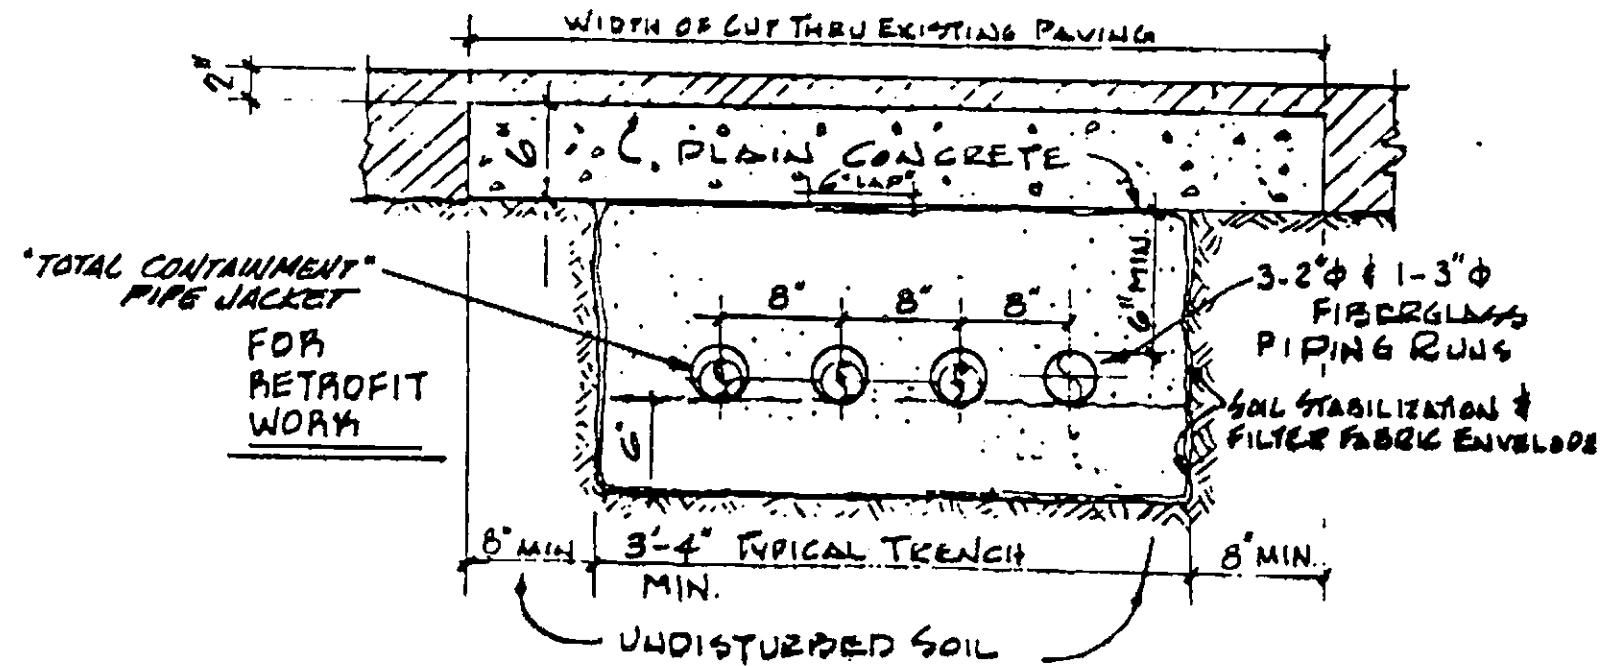 WIDTH OF CUT THRU EXISTING PAVING
2"
6"
PLAIN CONCRETE
6" LAP
"TOTAL CONTAINMENT"
PIPE JACKET
FOR
RETROFIT
WORK
8" 8" 8"
6" MIN.
3-2"ϕ & 1-3"ϕ
FIBERGLASS
PIPING RUNS
SOIL STABILIZATION &
FILTER FABRIC ENVELOPE
6"
8" MIN 3'-4" TYPICAL TRENCH 8" MIN.
MIN.
UNDISTURBED SOIL